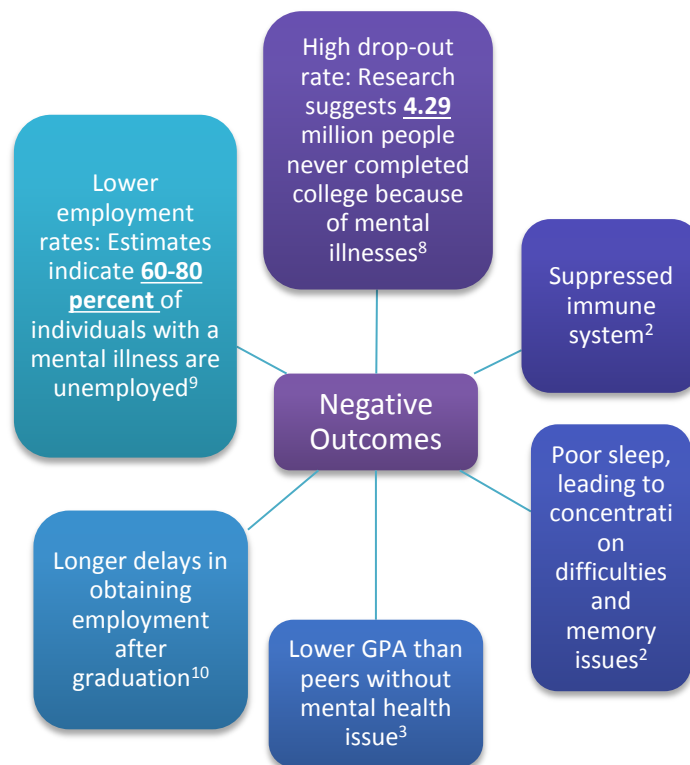 High drop-out
rate: Research
suggests 4.29
million people
never completed
college because
of mental
illnesses⁸
Lower
employment
rates: Estimates
indicate 60-80
percent of
individuals with a
mental illness are
unemployed⁹
Suppressed
immune
system²
Negative
Outcomes
Poor sleep,
leading to
concentrati
on
difficulties
and
memory
issues²
Longer delays in
obtaining
employment
after
graduation¹⁰
Lower GPA than
peers without
mental health
issue³